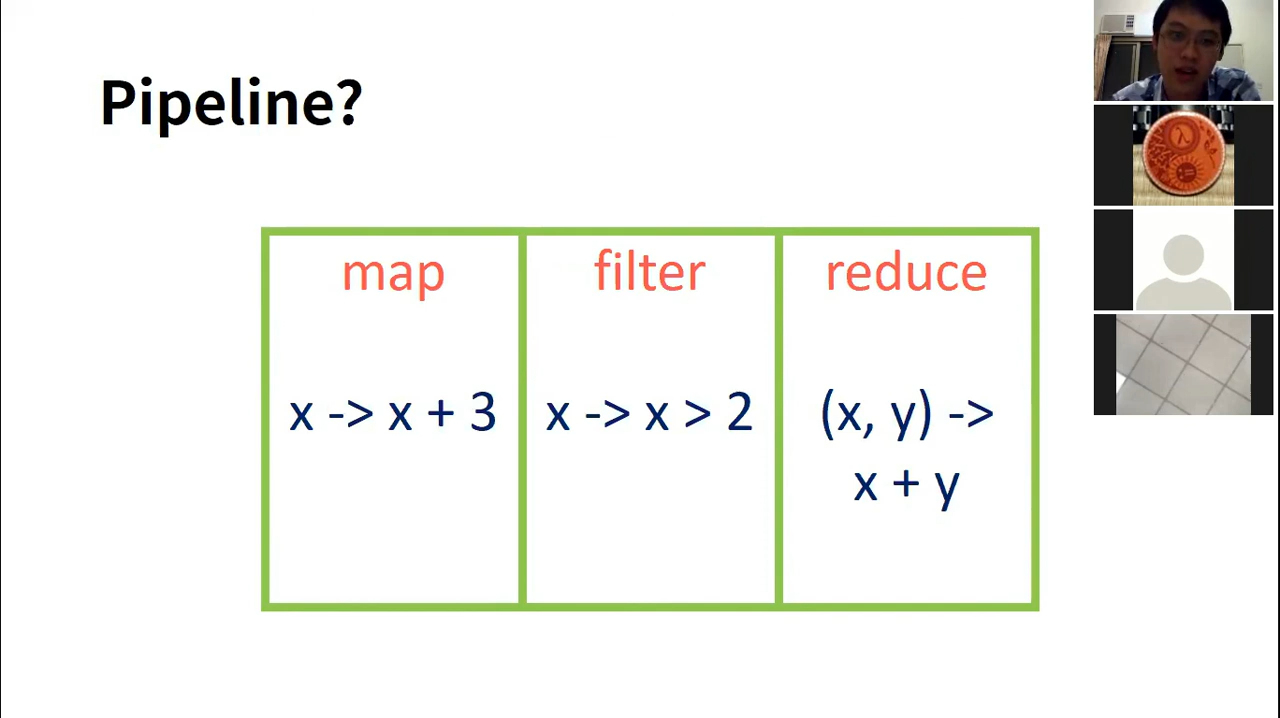 Pipeline?
map
filter
reduce
x -> x + 3
x -> x > 2
(x, y) ->
x + y
λ